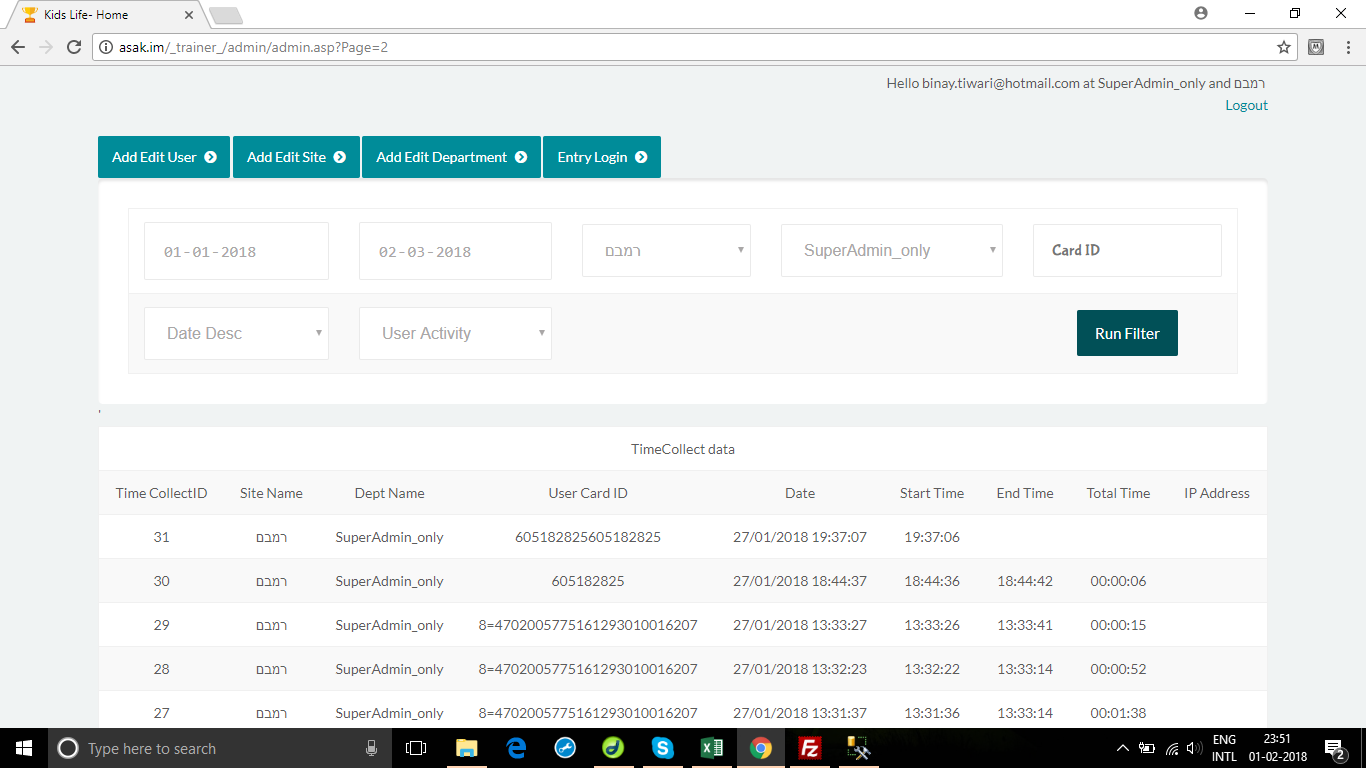 Kids Life- Home
asak.im/_trainer_/admin/admin.asp?Page=2
Hello binay.tiwari@hotmail.com at SuperAdmin_only and רמבם
Logout
Add Edit User
Add Edit Site
Add Edit Department
Entry Login
01-01-2018
02-03-2018
רמבם
SuperAdmin_only
Card ID
Date Desc
User Activity
Run Filter
,
TimeCollect data
Time CollectID Site Name Dept Name User Card ID Date Start Time End Time Total Time IP Address
31 רמבם SuperAdmin_only 605182825605182825 27/01/2018 19:37:07 19:37:06
30 רמבם SuperAdmin_only 605182825 27/01/2018 18:44:37 18:44:36 18:44:42 00:00:06
29 רמבם SuperAdmin_only 8=4702005775161293010016207 27/01/2018 13:33:27 13:33:26 13:33:41 00:00:15
28 רמבם SuperAdmin_only 8=4702005775161293010016207 27/01/2018 13:32:23 13:32:22 13:33:14 00:00:52
27 רמבם SuperAdmin_only 8=4702005775161293010016207 27/01/2018 13:31:37 13:31:36 13:33:14 00:01:38
Type here to search
ENG
INTL
23:51
01-02-2018
2